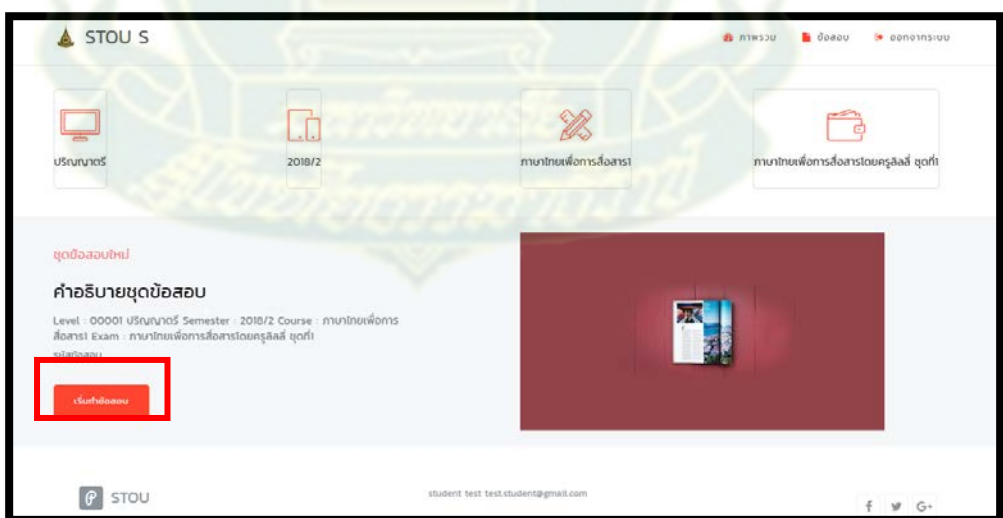 STOU S
ภาพรวม
ข้อสอบ
ออกจากระบบ
ปริญญาตรี
2018/2
ภาษาไทยเพื่อการสื่อสาร1
ภาษาไทยเพื่อการสื่อสารโดยครูลิลลี่ ชุดที่1
ชุดข้อสอบใหม่
คำอธิบายชุดข้อสอบ
Level : 00001 ปริญญาตรี Semester : 2018/2 Course : ภาษาไทยเพื่อการ
สื่อสาร1 Exam : ภาษาไทยเพื่อการสื่อสารโดยครูลิลลี่ ชุดที่1
รหัสข้อสอบ
เริ่มทำข้อสอบ
STOU
student test test.student@gmail.com
f
G+